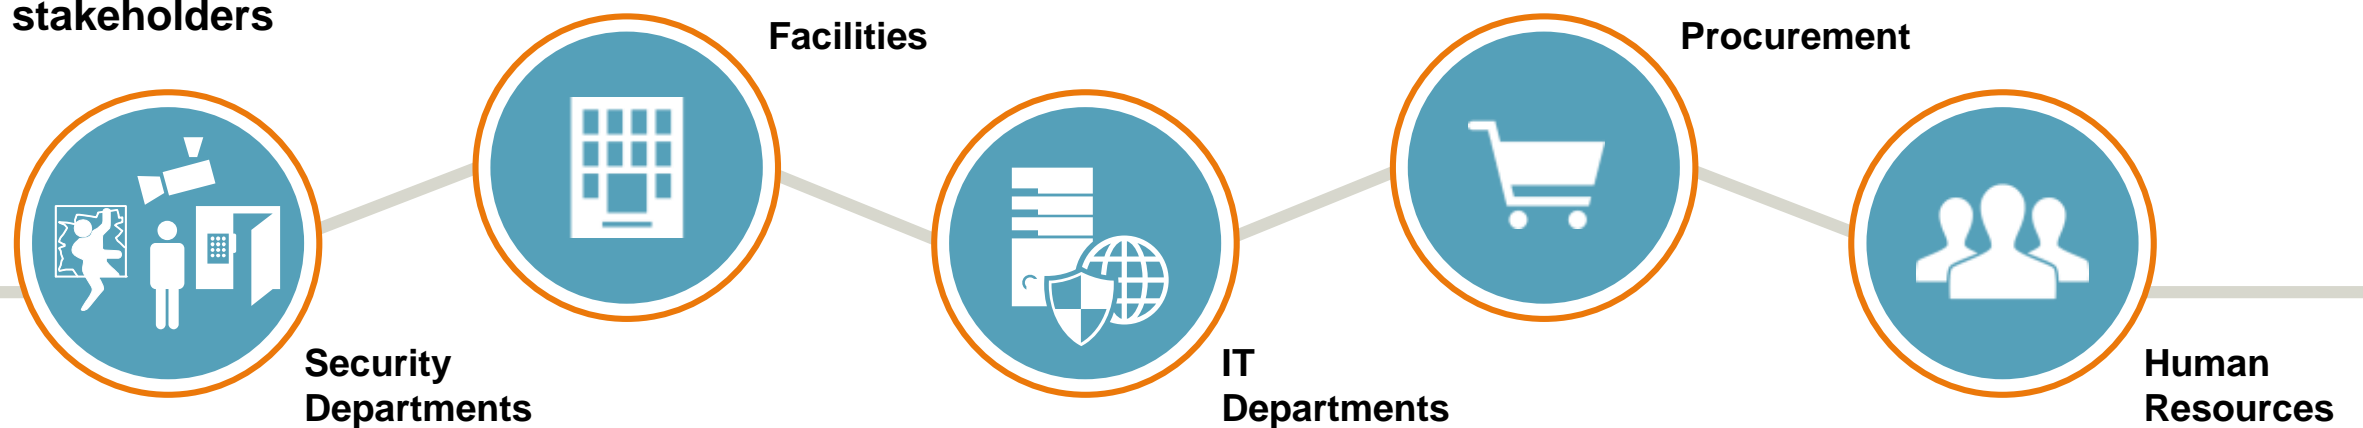 stakeholders
Facilities
Procurement
Security
Departments
IT
Departments
Human
Resources